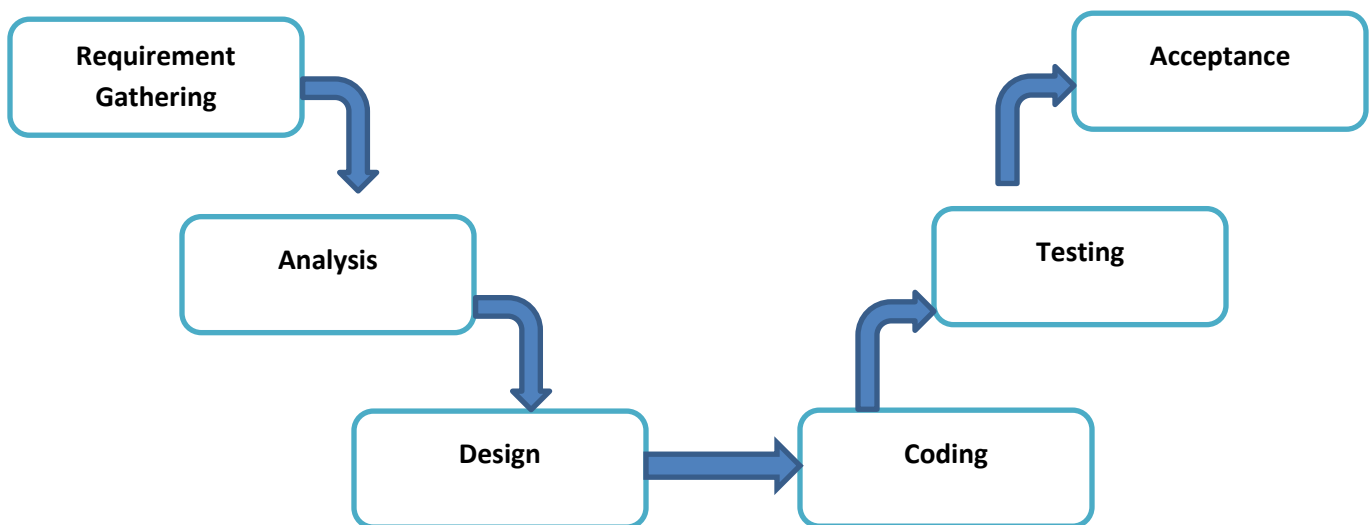 Requirement
Gathering
Analysis
Design
Coding
Testing
Acceptance